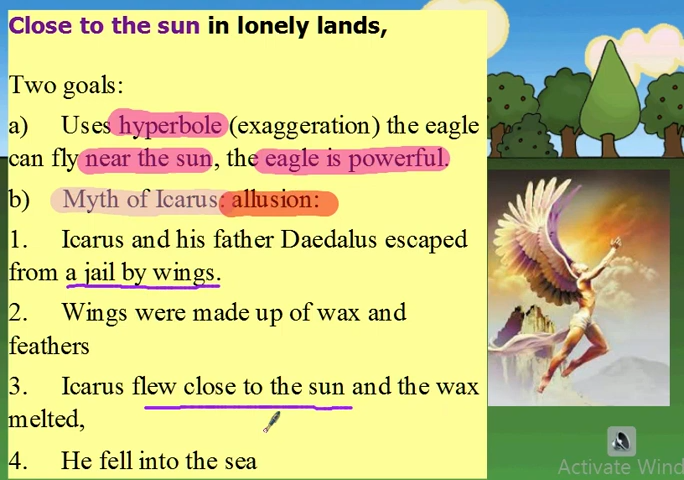 Close to the sun in lonely lands,
Two goals:
a) Uses hyperbole (exaggeration) the eagle
can fly near the sun, the eagle is powerful.
b) Myth of Icarus: allusion:
1. Icarus and his father Daedalus escaped
from a jail by wings.
2. Wings were made up of wax and
feathers
3. Icarus flew close to the sun and the wax
melted,
4. He fell into the sea
Activate Wind